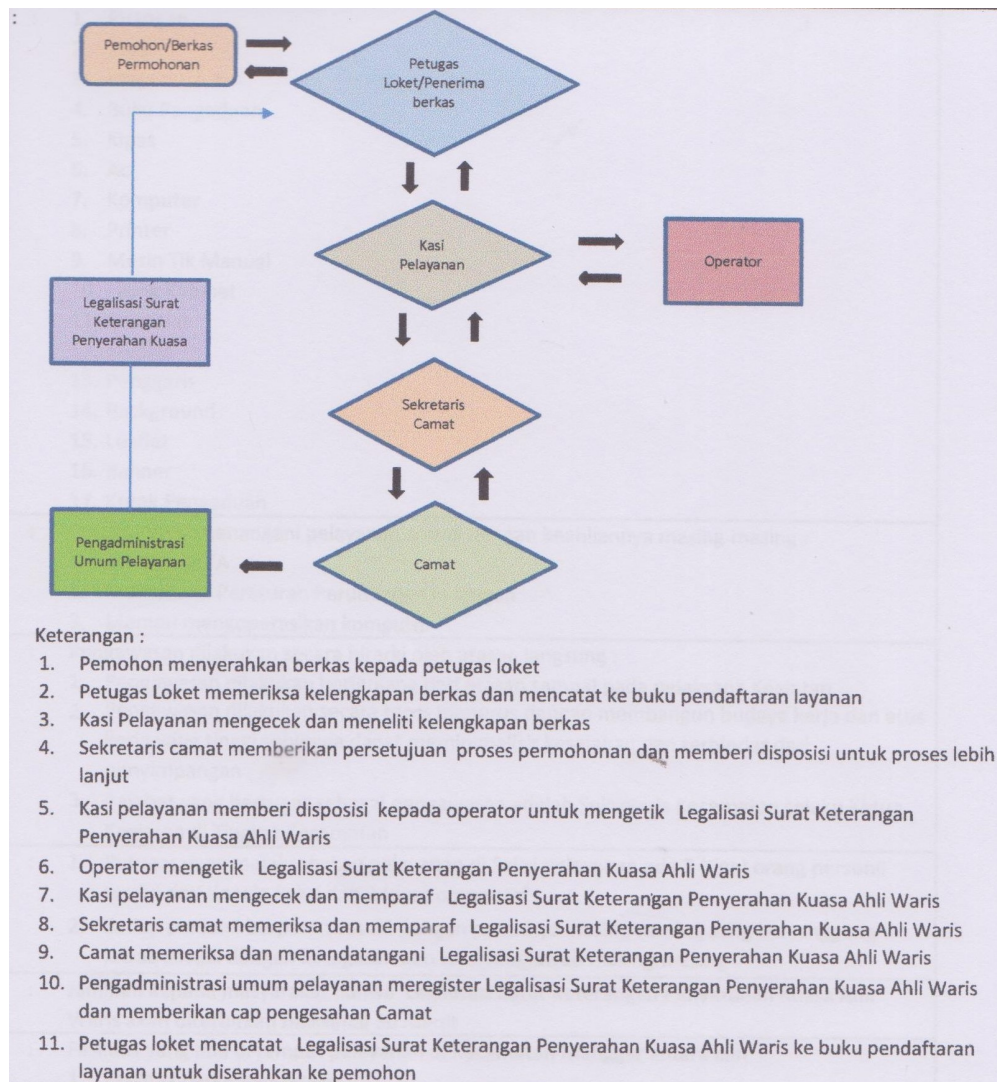 :
Pemohon/Berkas
Permohonan
Petugas
Loket/Penerima
berkas
Kasi
Pelayanan
Operator
Legalisasi Surat
Keterangan
Penyerahan Kuasa
Sekretaris
Camat
Pengadministrasi
Umum Pelayanan
Camat
Keterangan :
1. Pemohon menyerahkan berkas kepada petugas loket
2. Petugas Loket memeriksa kelengkapan berkas dan mencatat ke buku pendaftaran layanan
3. Kasi Pelayanan mengecek dan meneliti kelengkapan berkas
4. Sekretaris camat memberikan persetujuan proses permohonan dan memberi disposisi untuk proses lebih
lanjut
5. Kasi pelayanan memberi disposisi kepada operator untuk mengetik Legalisasi Surat Keterangan
Penyerahan Kuasa Ahli Waris
6. Operator mengetik Legalisasi Surat Keterangan Penyerahan Kuasa Ahli Waris
7. Kasi pelayanan mengecek dan memparaf Legalisasi Surat Keterangan Penyerahan Kuasa Ahli Waris
8. Sekretaris camat memeriksa dan memparaf Legalisasi Surat Keterangan Penyerahan Kuasa Ahli Waris
9. Camat memeriksa dan menandatangani Legalisasi Surat Keterangan Penyerahan Kuasa Ahli Waris
10. Pengadministrasi umum pelayanan meregister Legalisasi Surat Keterangan Penyerahan Kuasa Ahli Waris
dan memberikan cap pengesahan Camat
11. Petugas loket mencatat Legalisasi Surat Keterangan Penyerahan Kuasa Ahli Waris ke buku pendaftaran
layanan untuk diserahkan ke pemohon